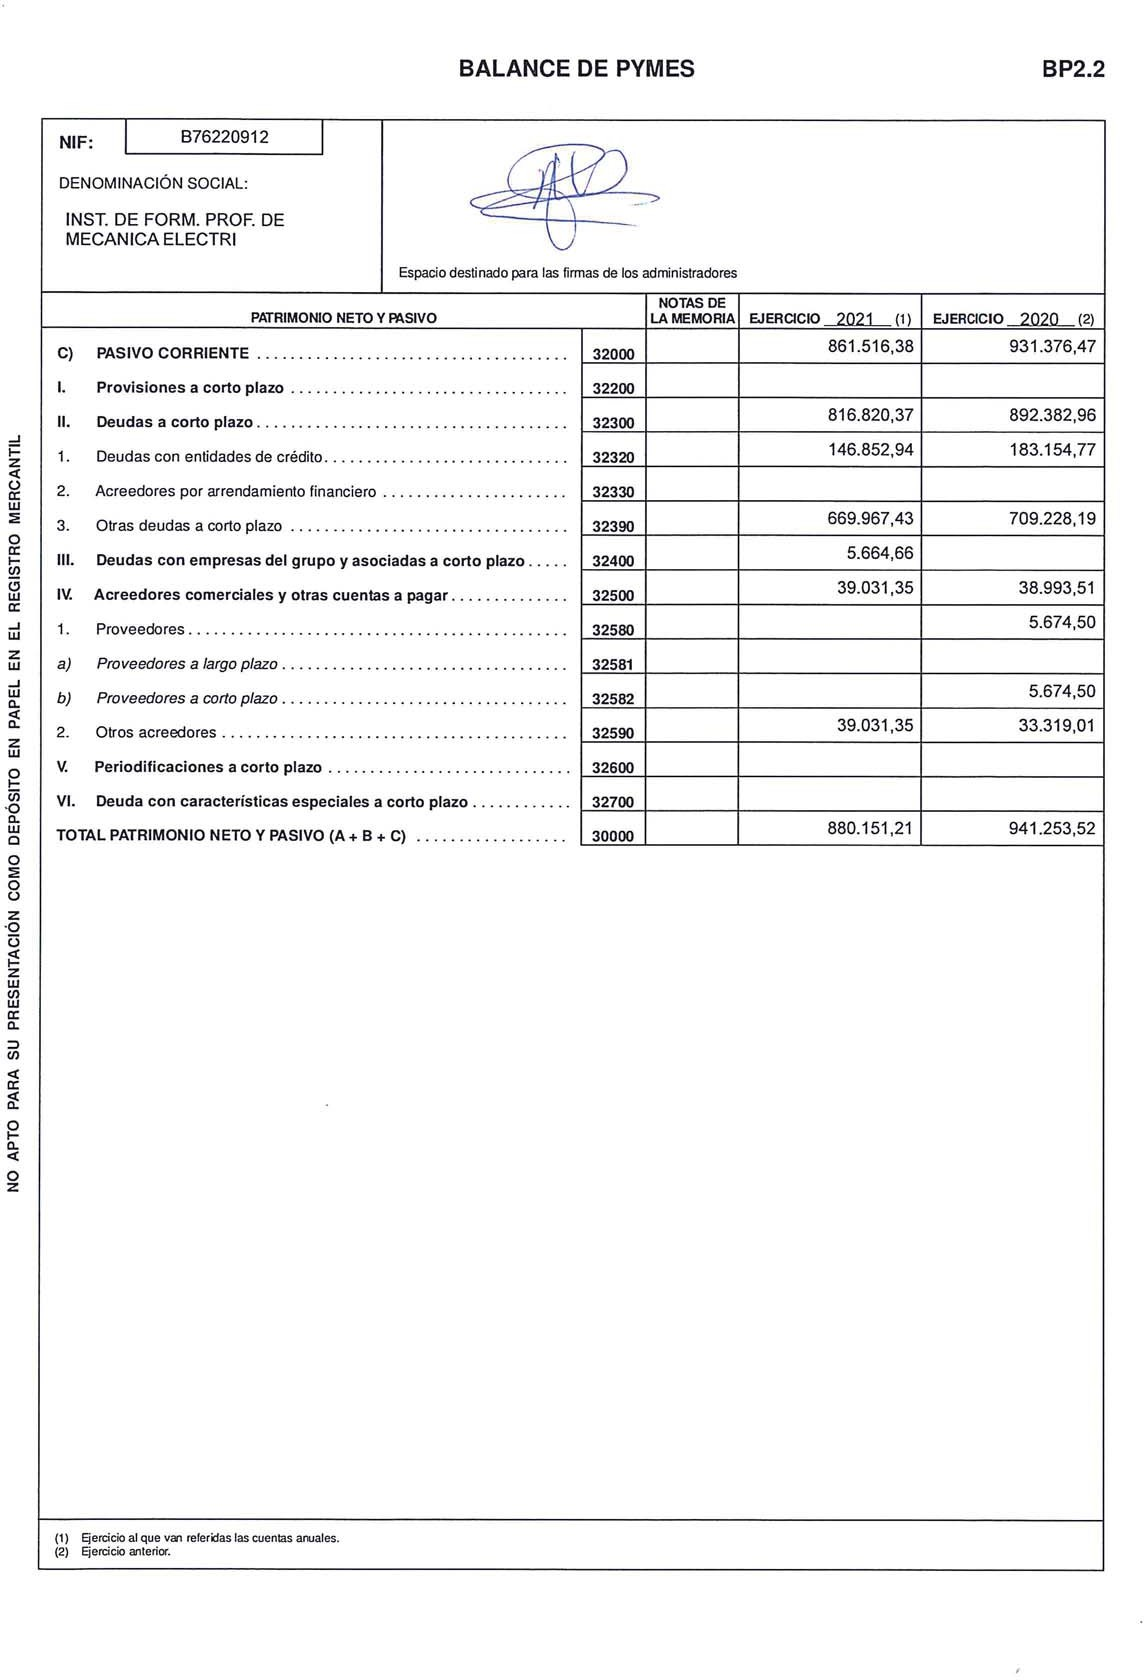 BALANCE DE PYMES BP2.2
NIF: B76220912
DENOMINACIÓN SOCIAL:
INST. DE FORM. PROF. DE
MECANICA ELECTRI
Espacio destinado para las firmas de los administradores
PATRIMONIO NETO Y PASIVO NOTAS DE LA MEMORIA EJERCICIO 2021 (1) EJERCICIO 2020 (2)
C) PASIVO CORRIENTE 32000 861.516,38 931.376,47
I. Provisiones a corto plazo 32200
II. Deudas a corto plazo 32300 816.820,37 892.382,96
1. Deudas con entidades de crédito 32320 146.852,94 183.154,77
2. Acreedores por arrendamiento financiero 32330
3. Otras deudas a corto plazo 32390 669.967,43 709.228,19
III. Deudas con empresas del grupo y asociadas a corto plazo 32400 5.664,66
IV. Acreedores comerciales y otras cuentas a pagar 32500 39.031,35 38.993,51
1. Proveedores 32580 5.674,50
a) Proveedores a largo plazo 32581
b) Proveedores a corto plazo 32582 5.674,50
2. Otros acreedores 32590 39.031,35 33.319,01
V. Periodificaciones a corto plazo 32600
VI. Deuda con características especiales a corto plazo 32700
TOTAL PATRIMONIO NETO Y PASIVO (A + B + C) 30000 880.151,21 941.253,52
NO APTO PARA SU PRESENTACIÓN COMO DEPÓSITO EN PAPEL EN EL REGISTRO MERCANTIL
(1) Ejercicio al que van referidas las cuentas anuales.
(2) Ejercicio anterior.